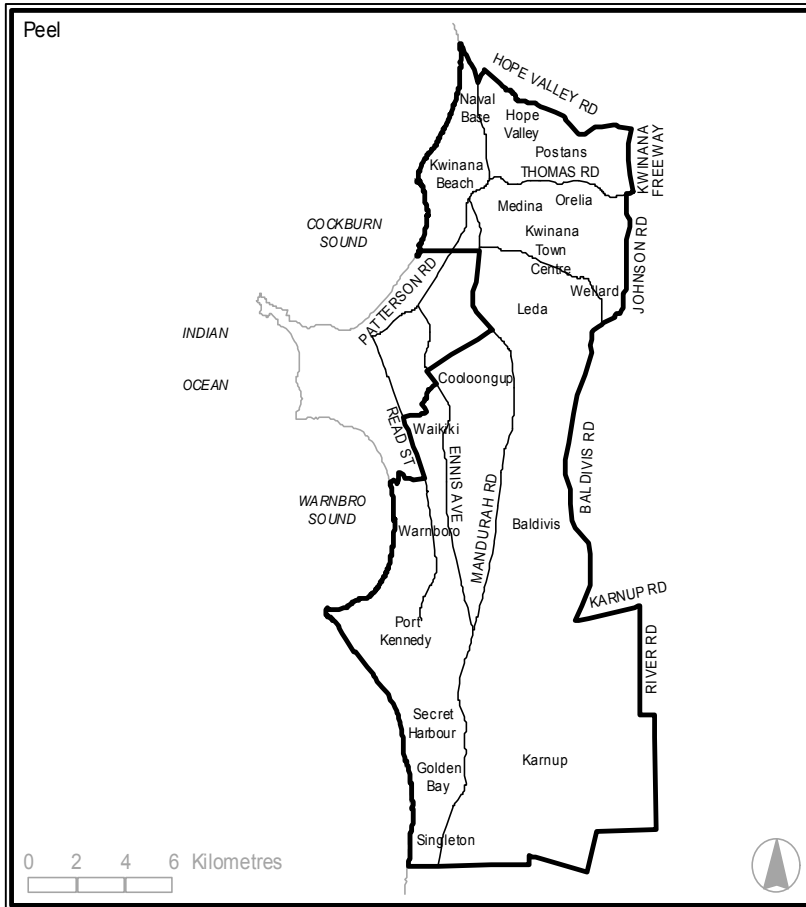 Peel
HOPE VALLEY RD
Naval
Base
Hope
Valley
KWINANA
FREEWAY
Postans
Kwinana
Beach
THOMAS RD
Medina
Orelia
JOHNSON RD
COCKBURN
SOUND
Kwinana
Town
Centre
PATTERSON RD
Wellard
Leda
INDIAN
OCEAN
Cooloongup
READ ST
Waikiki
ENNIS AVE
MANDURAH RD
BALDIVIS RD
WARNBRO
SOUND
Warnboro
Baldivis
KARNUP RD
Port
Kennedy
RIVER RD
Secret
Harbour
Karnup
Golden
Bay
Singleton
0 2 4 6 Kilometres